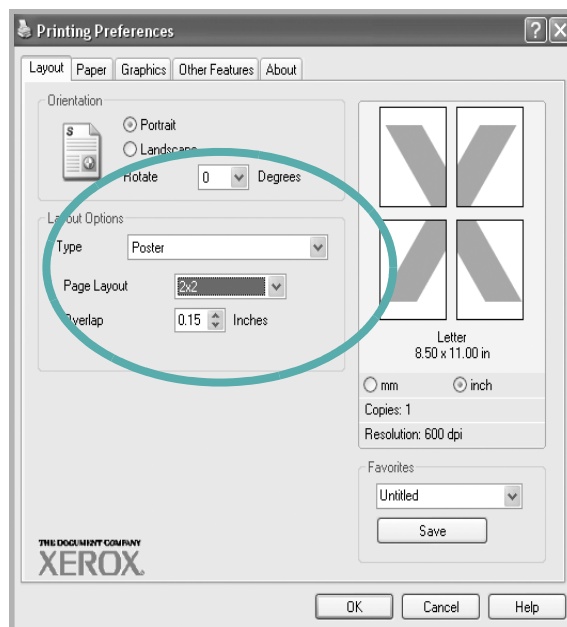 Printing Preferences
Layout Paper Graphics Other Features About
Orientation
S
Portrait
Landscape
Rotate 0 Degrees
Layout Options
Type Poster
Page Layout 2x2
Overlap 0.15 Inches
Letter
8.50 x 11.00 in
mm inch
Copies: 1
Resolution: 600 dpi
Favorites
Untitled
Save
THE DOCUMENT COMPANY
XEROX
OK Cancel Help